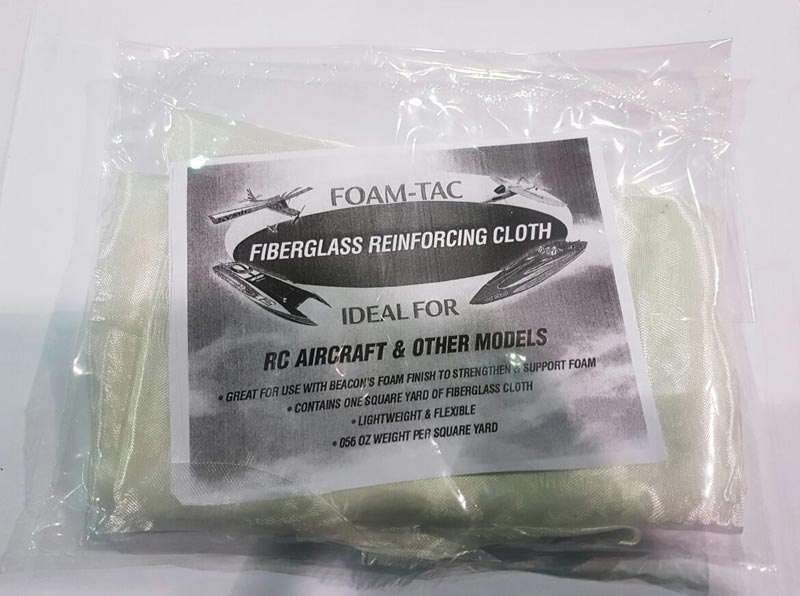 FOAM-TAC
FIBERGLASS REINFORCING CLOTH
IDEAL FOR
RC AIRCRAFT & OTHER MODELS
• GREAT FOR USE WITH BEACON'S FOAM FINISH TO STRENGTHEN & SUPPORT FOAM
• CONTAINS ONE SQUARE YARD OF FIBERGLASS CLOTH
• LIGHTWEIGHT & FLEXIBLE
• 056 OZ WEIGHT PER SQUARE YARD